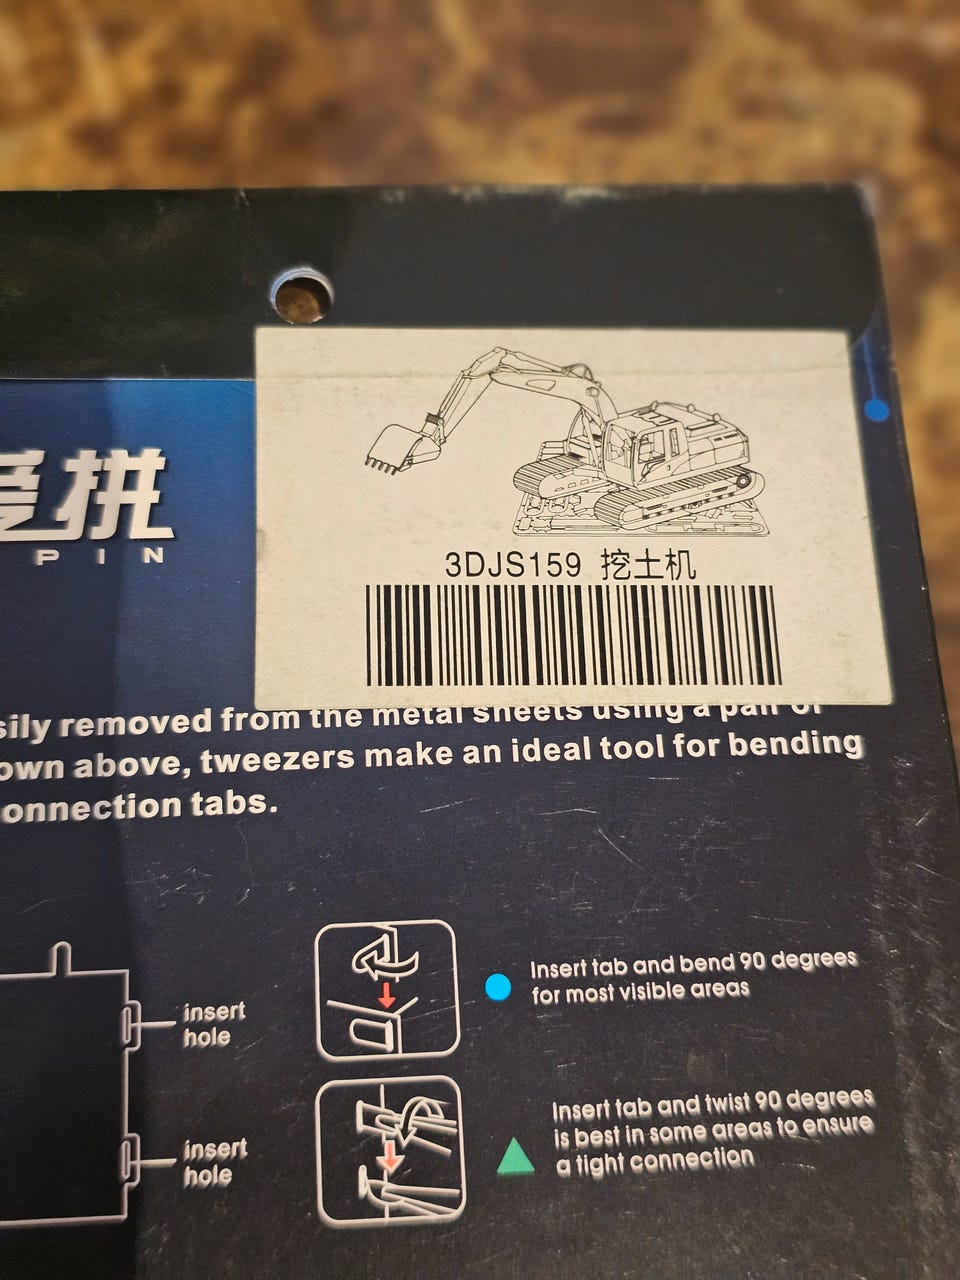 爱拼
PIN
3DJS159 挖土机
sily removed from the metal sheets using a pair of
own above, tweezers make an ideal tool for bending
onnection tabs.
insert
hole
Insert tab and bend 90 degrees
for most visible areas
insert
hole
Insert tab and twist 90 degrees
is best in some areas to ensure
a tight connection